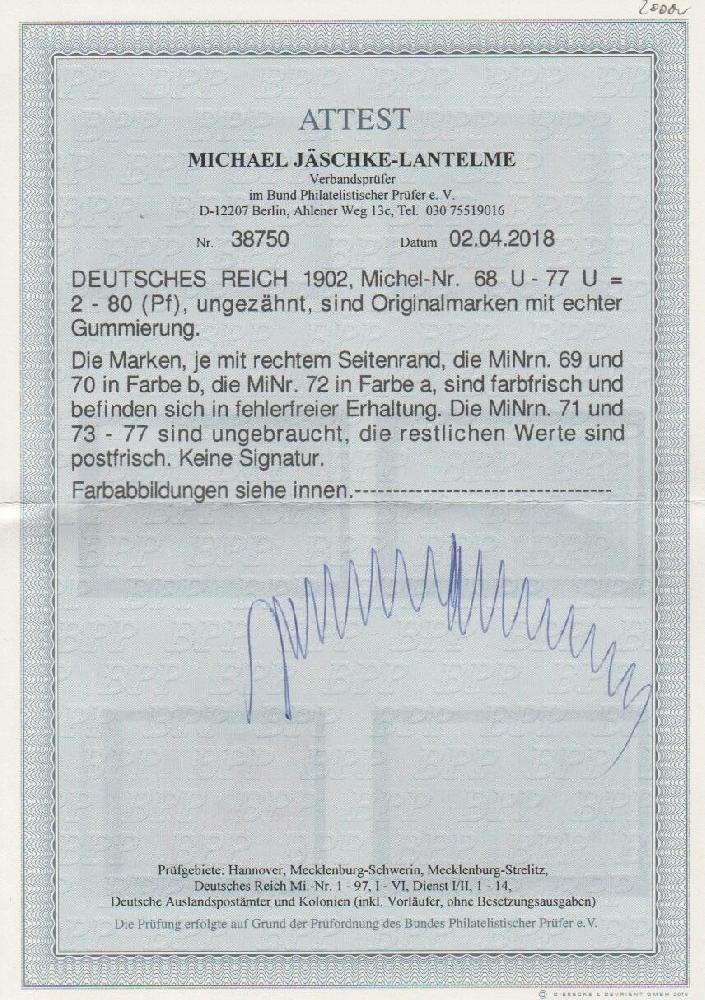 ATTEST
MICHAEL JÄSCHKE-LANTELME
Verbandsprüfer
im Bund Philatelistischer Prüfer e. V.
D-12207 Berlin, Ahlener Weg 13c, Tel. 030 75519016
Nr. 38750 Datum 02.04.2018
DEUTSCHES REICH 1902, Michel-Nr. 68 U - 77 U =
2 - 80 (Pf), ungezähnt, sind Originalmarken mit echter
Gummierung.
Die Marken, je mit rechtem Seitenrand, die MiNrn. 69 und
70 in Farbe b, die MiNr. 72 in Farbe a, sind farbfrisch und
befinden sich in fehlerfreier Erhaltung. Die MiNrn. 71 und
73 - 77 sind ungebraucht, die restlichen Werte sind
postfrisch. Keine Signatur.
Farbabbildungen siehe innen.----------------------------------
Prüfgebiete: Hannover, Mecklenburg-Schwerin, Mecklenburg-Strelitz,
Deutsches Reich Mi.-Nr. 1 - 97, I - VI, Dienst I/II, 1 - 14,
Deutsche Auslandspostämter und Kolonien (inkl. Vorläufer, ohne Besetzungsausgaben)
Die Prüfung erfolgte auf Grund der Prüfordnung des Bundes Philatelistischer Prüfer e.V.